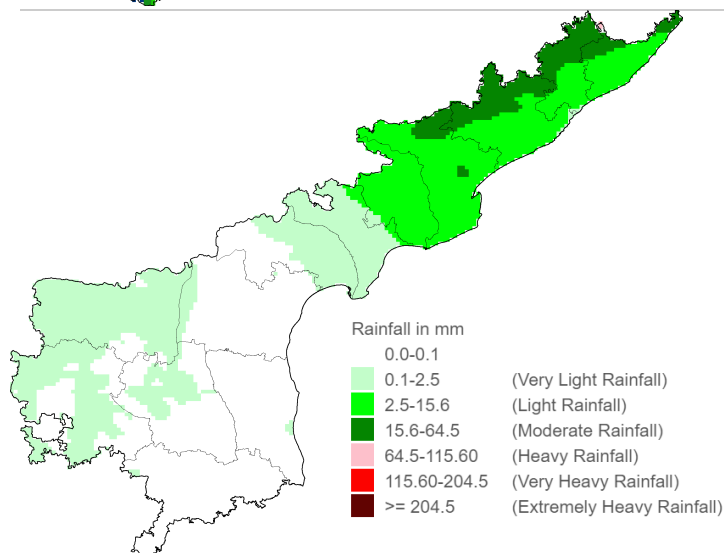 Rainfall in mm
0.0-0.1
0.1-2.5 (Very Light Rainfall)
2.5-15.6 (Light Rainfall)
15.6-64.5 (Moderate Rainfall)
64.5-115.60 (Heavy Rainfall)
115.60-204.5 (Very Heavy Rainfall)
>= 204.5 (Extremely Heavy Rainfall)